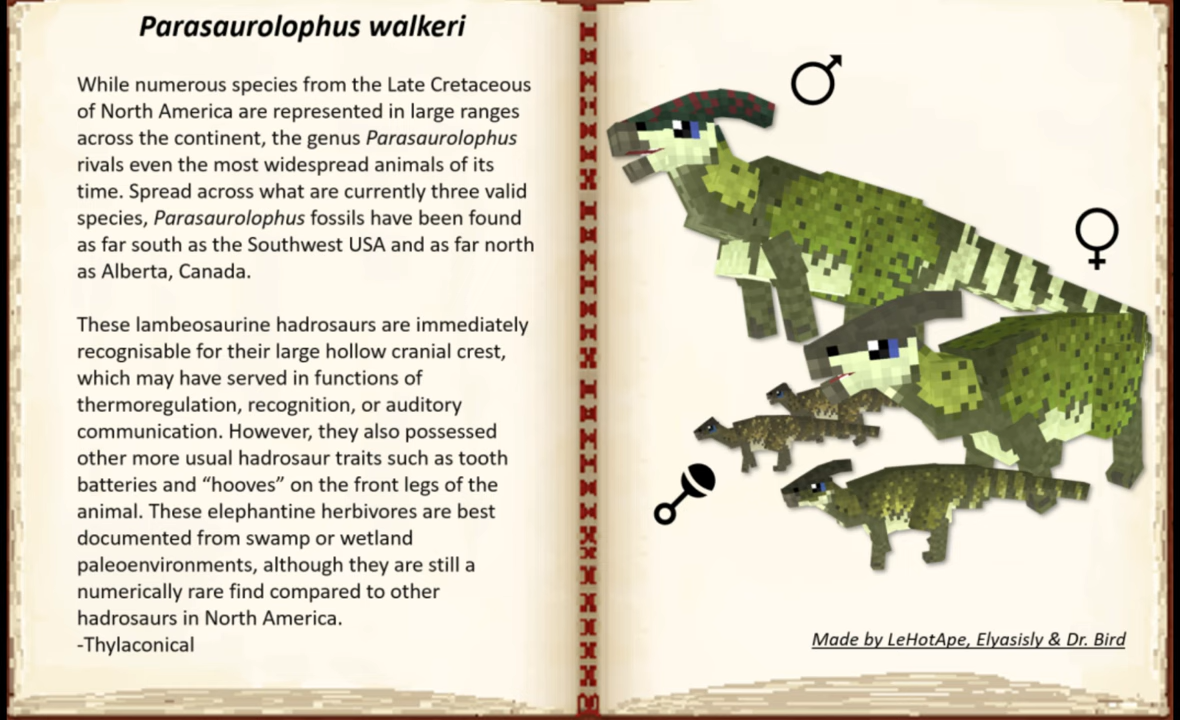 Parasaurolophus walkeri
While numerous species from the Late Cretaceous
of North America are represented in large ranges
across the continent, the genus Parasaurolophus
rivals even the most widespread animals of its
time. Spread across what are currently three valid
species, Parasaurolophus fossils have been found
as far south as the Southwest USA and as far north
as Alberta, Canada.
These lambeosaurine hadrosaurs are immediately
recognisable for their large hollow cranial crest,
which may have served in functions of
thermoregulation, recognition, or auditory
communication. However, they also possessed
other more usual hadrosaur traits such as tooth
batteries and “hooves” on the front legs of the
animal. These elephantine herbivores are best
documented from swamp or wetland
paleoenvironments, although they are still a
numerically rare find compared to other
hadrosaurs in North America.
-Thylaconical
Made by LeHotApe, Elyasisly & Dr. Bird